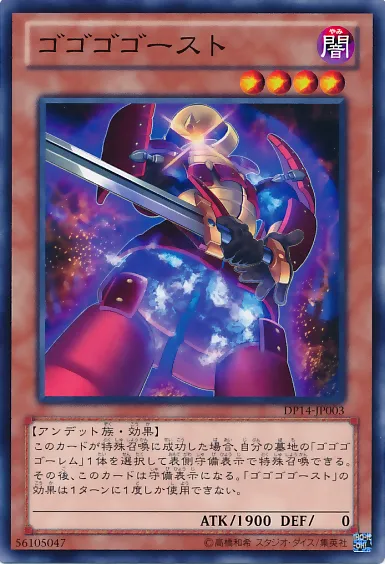 ゴゴゴゴースト
闇
やみ
DP14-JP003
【アンデット族・効果】
このカードが特殊召喚に成功した場合、自分の墓地の「ゴゴゴ
ゴーレム」1体を選択して表側守備表示で特殊召喚できる。
その後、このカードは守備表示になる。「ゴゴゴゴースト」の
効果は1ターンに1度しか使用できない。
ATK/1900 DEF/ 0
56105047
©高橋和希 スタジオ・ダイス/集英社